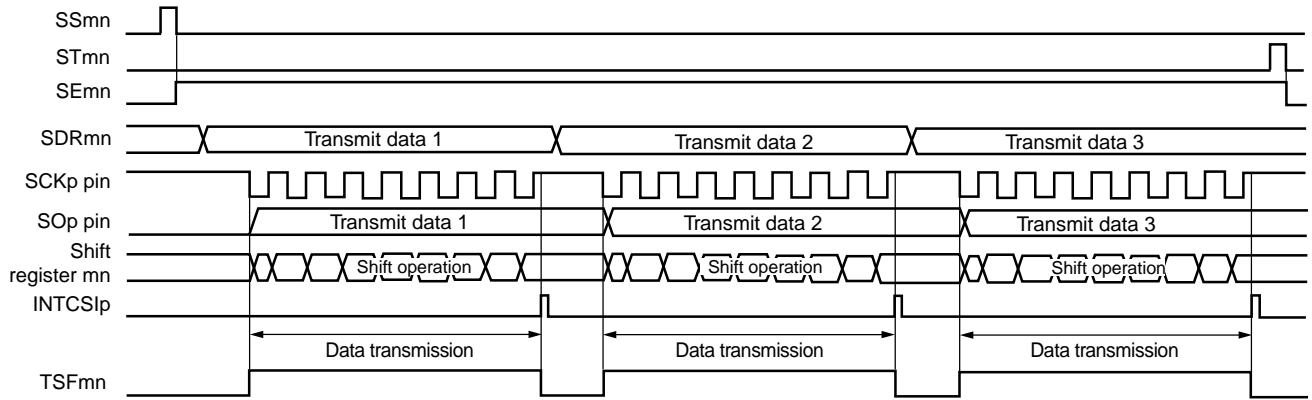 SSmn
STmn
SEmn
SDRmn Transmit data 1 Transmit data 2 Transmit data 3
SCKp pin
SOp pin Transmit data 1 Transmit data 2 Transmit data 3
Shift
register mn Shift operation Shift operation Shift operation
INTCSIp
Data transmission Data transmission Data transmission
TSFmn